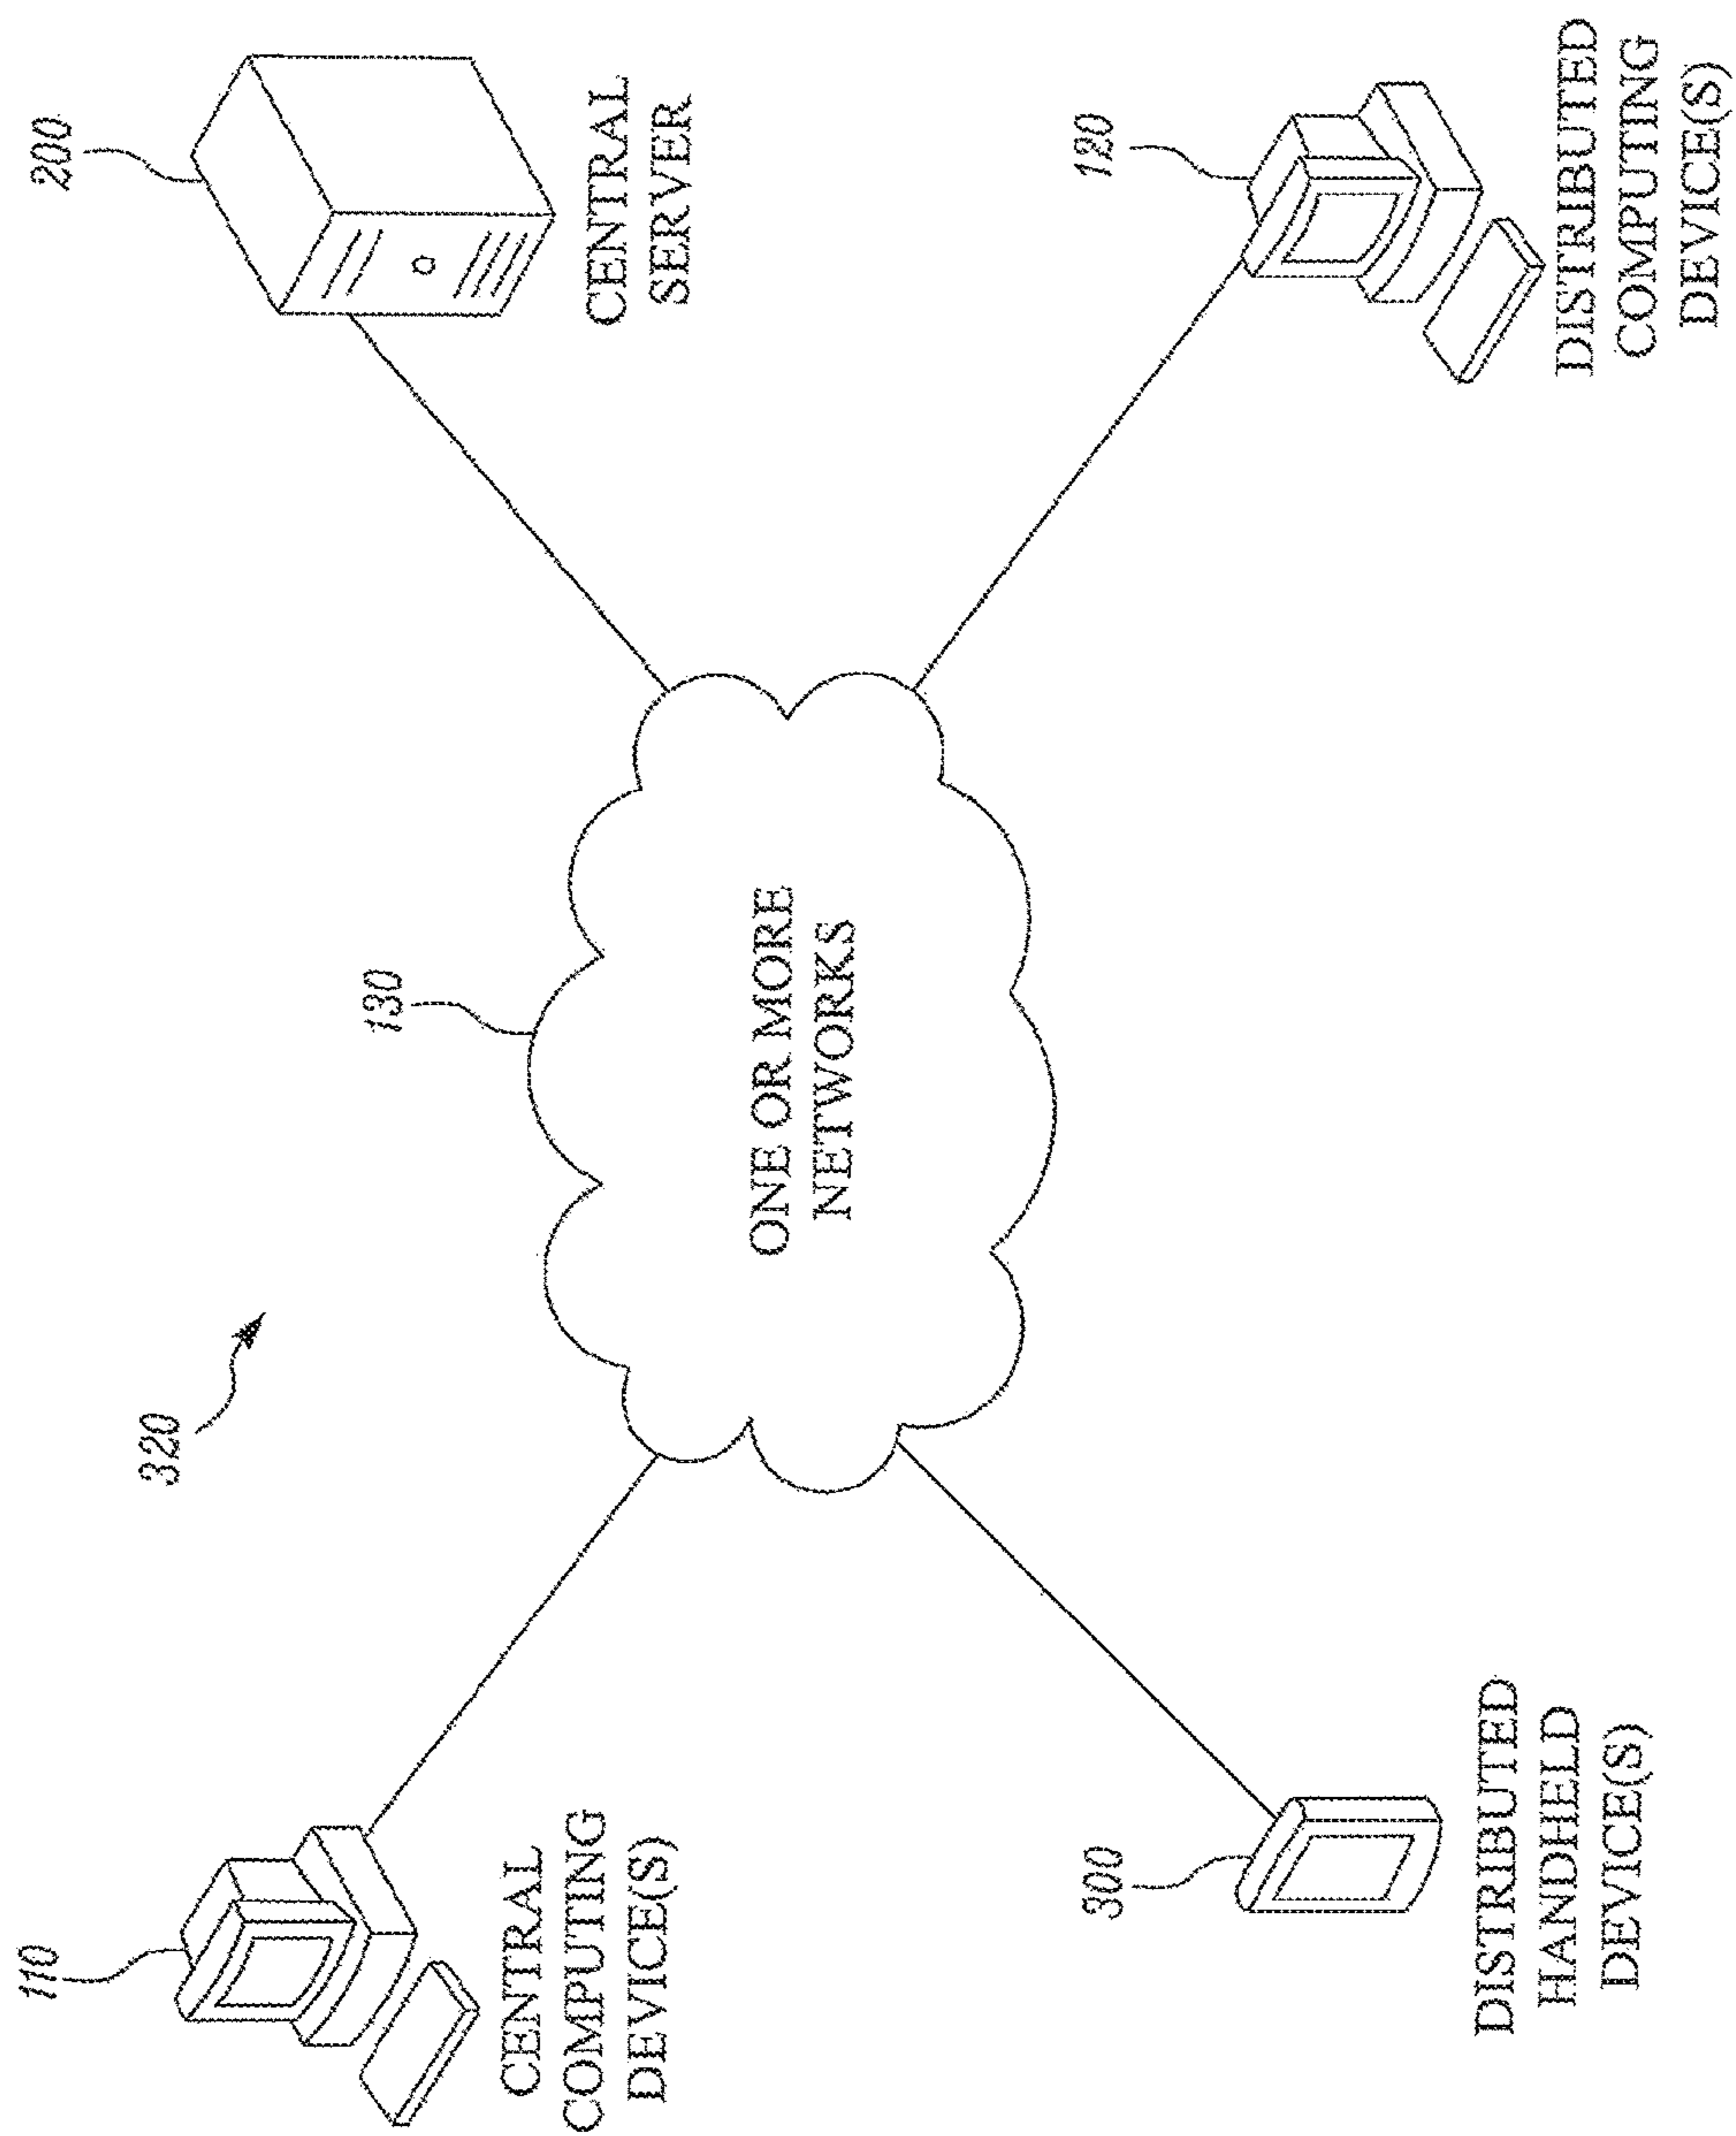 320
110
CENTRAL
COMPUTING
DEVICE(S)
130
200
CENTRAL
SERVER
ONE OR MORE
NETWORKS
300
DISTRIBUTED
HANDHELD
DEVICE(S)
120
DISTRIBUTED
COMPUTING
DEVICE(S)